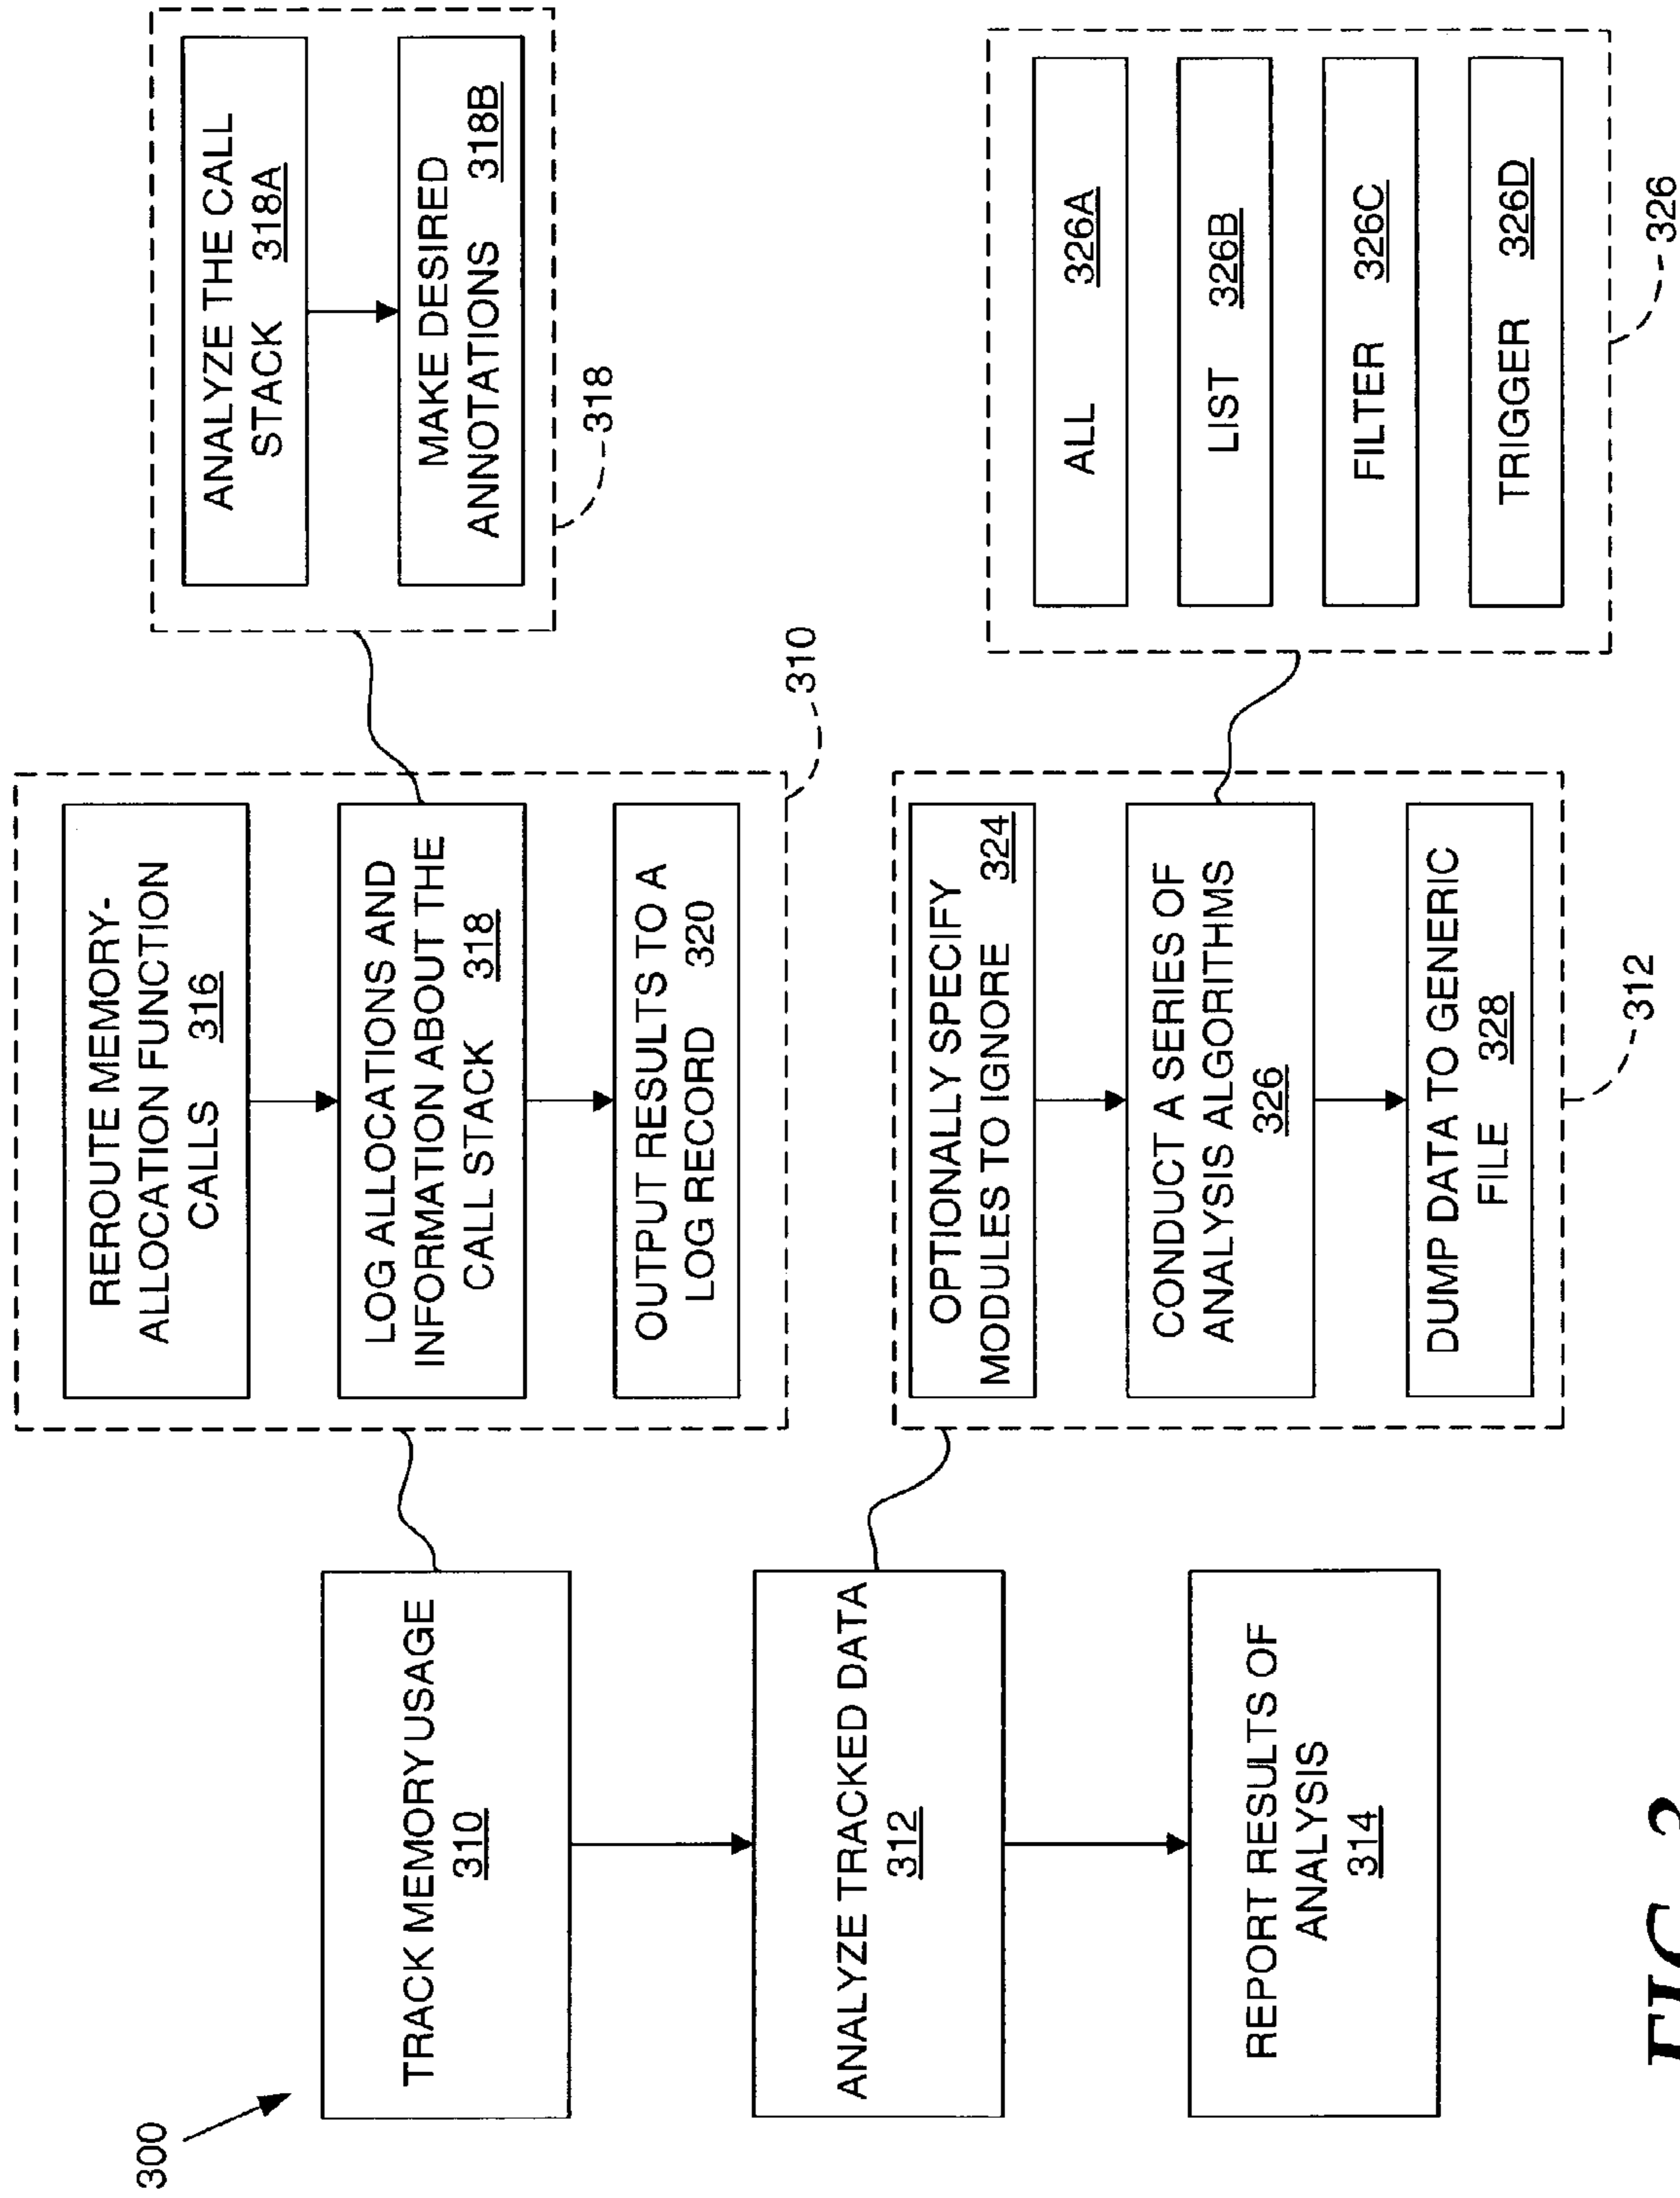 300
TRACK MEMORY USAGE
310
ANALYZE TRACKED DATA
312
REPORT RESULTS OF
ANALYSIS
314
REROUTE MEMORY-
ALLOCATION FUNCTION
CALLS 316
LOG ALLOCATIONS AND
INFORMATION ABOUT THE
CALL STACK 318
OUTPUT RESULTS TO A
LOG RECORD 320
310
OPTIONALLY SPECIFY
MODULES TO IGNORE 324
CONDUCT A SERIES OF
ANALYSIS ALGORITHMS
326
DUMP DATA TO GENERIC
FILE 328
312
ANALYZE THE CALL
STACK 318A
MAKE DESIRED
ANNOTATIONS 318B
318
ALL 326A
LIST 326B
FILTER 326C
TRIGGER 326D
326